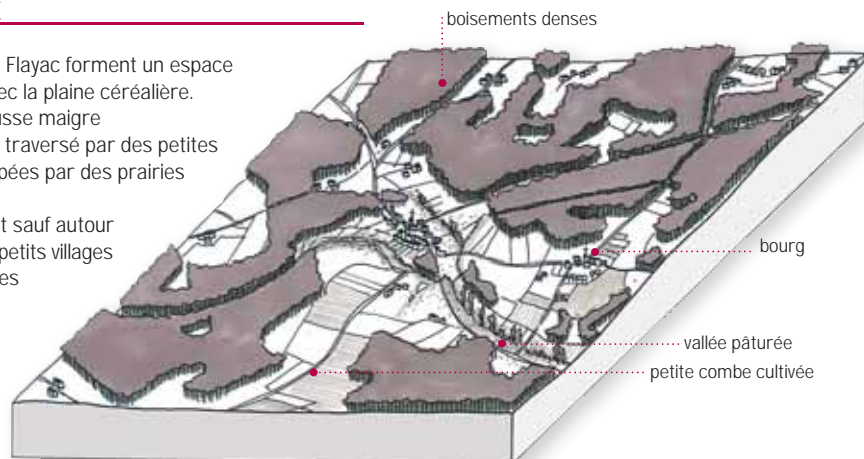 boisements denses
Flayac forment un espace
ec la plaine céréalière.
usse maigre
traversé par des petites
pées par des prairies
t sauf autour
petits villages
es
bourg
vallée pâturée
petite combe cultivée